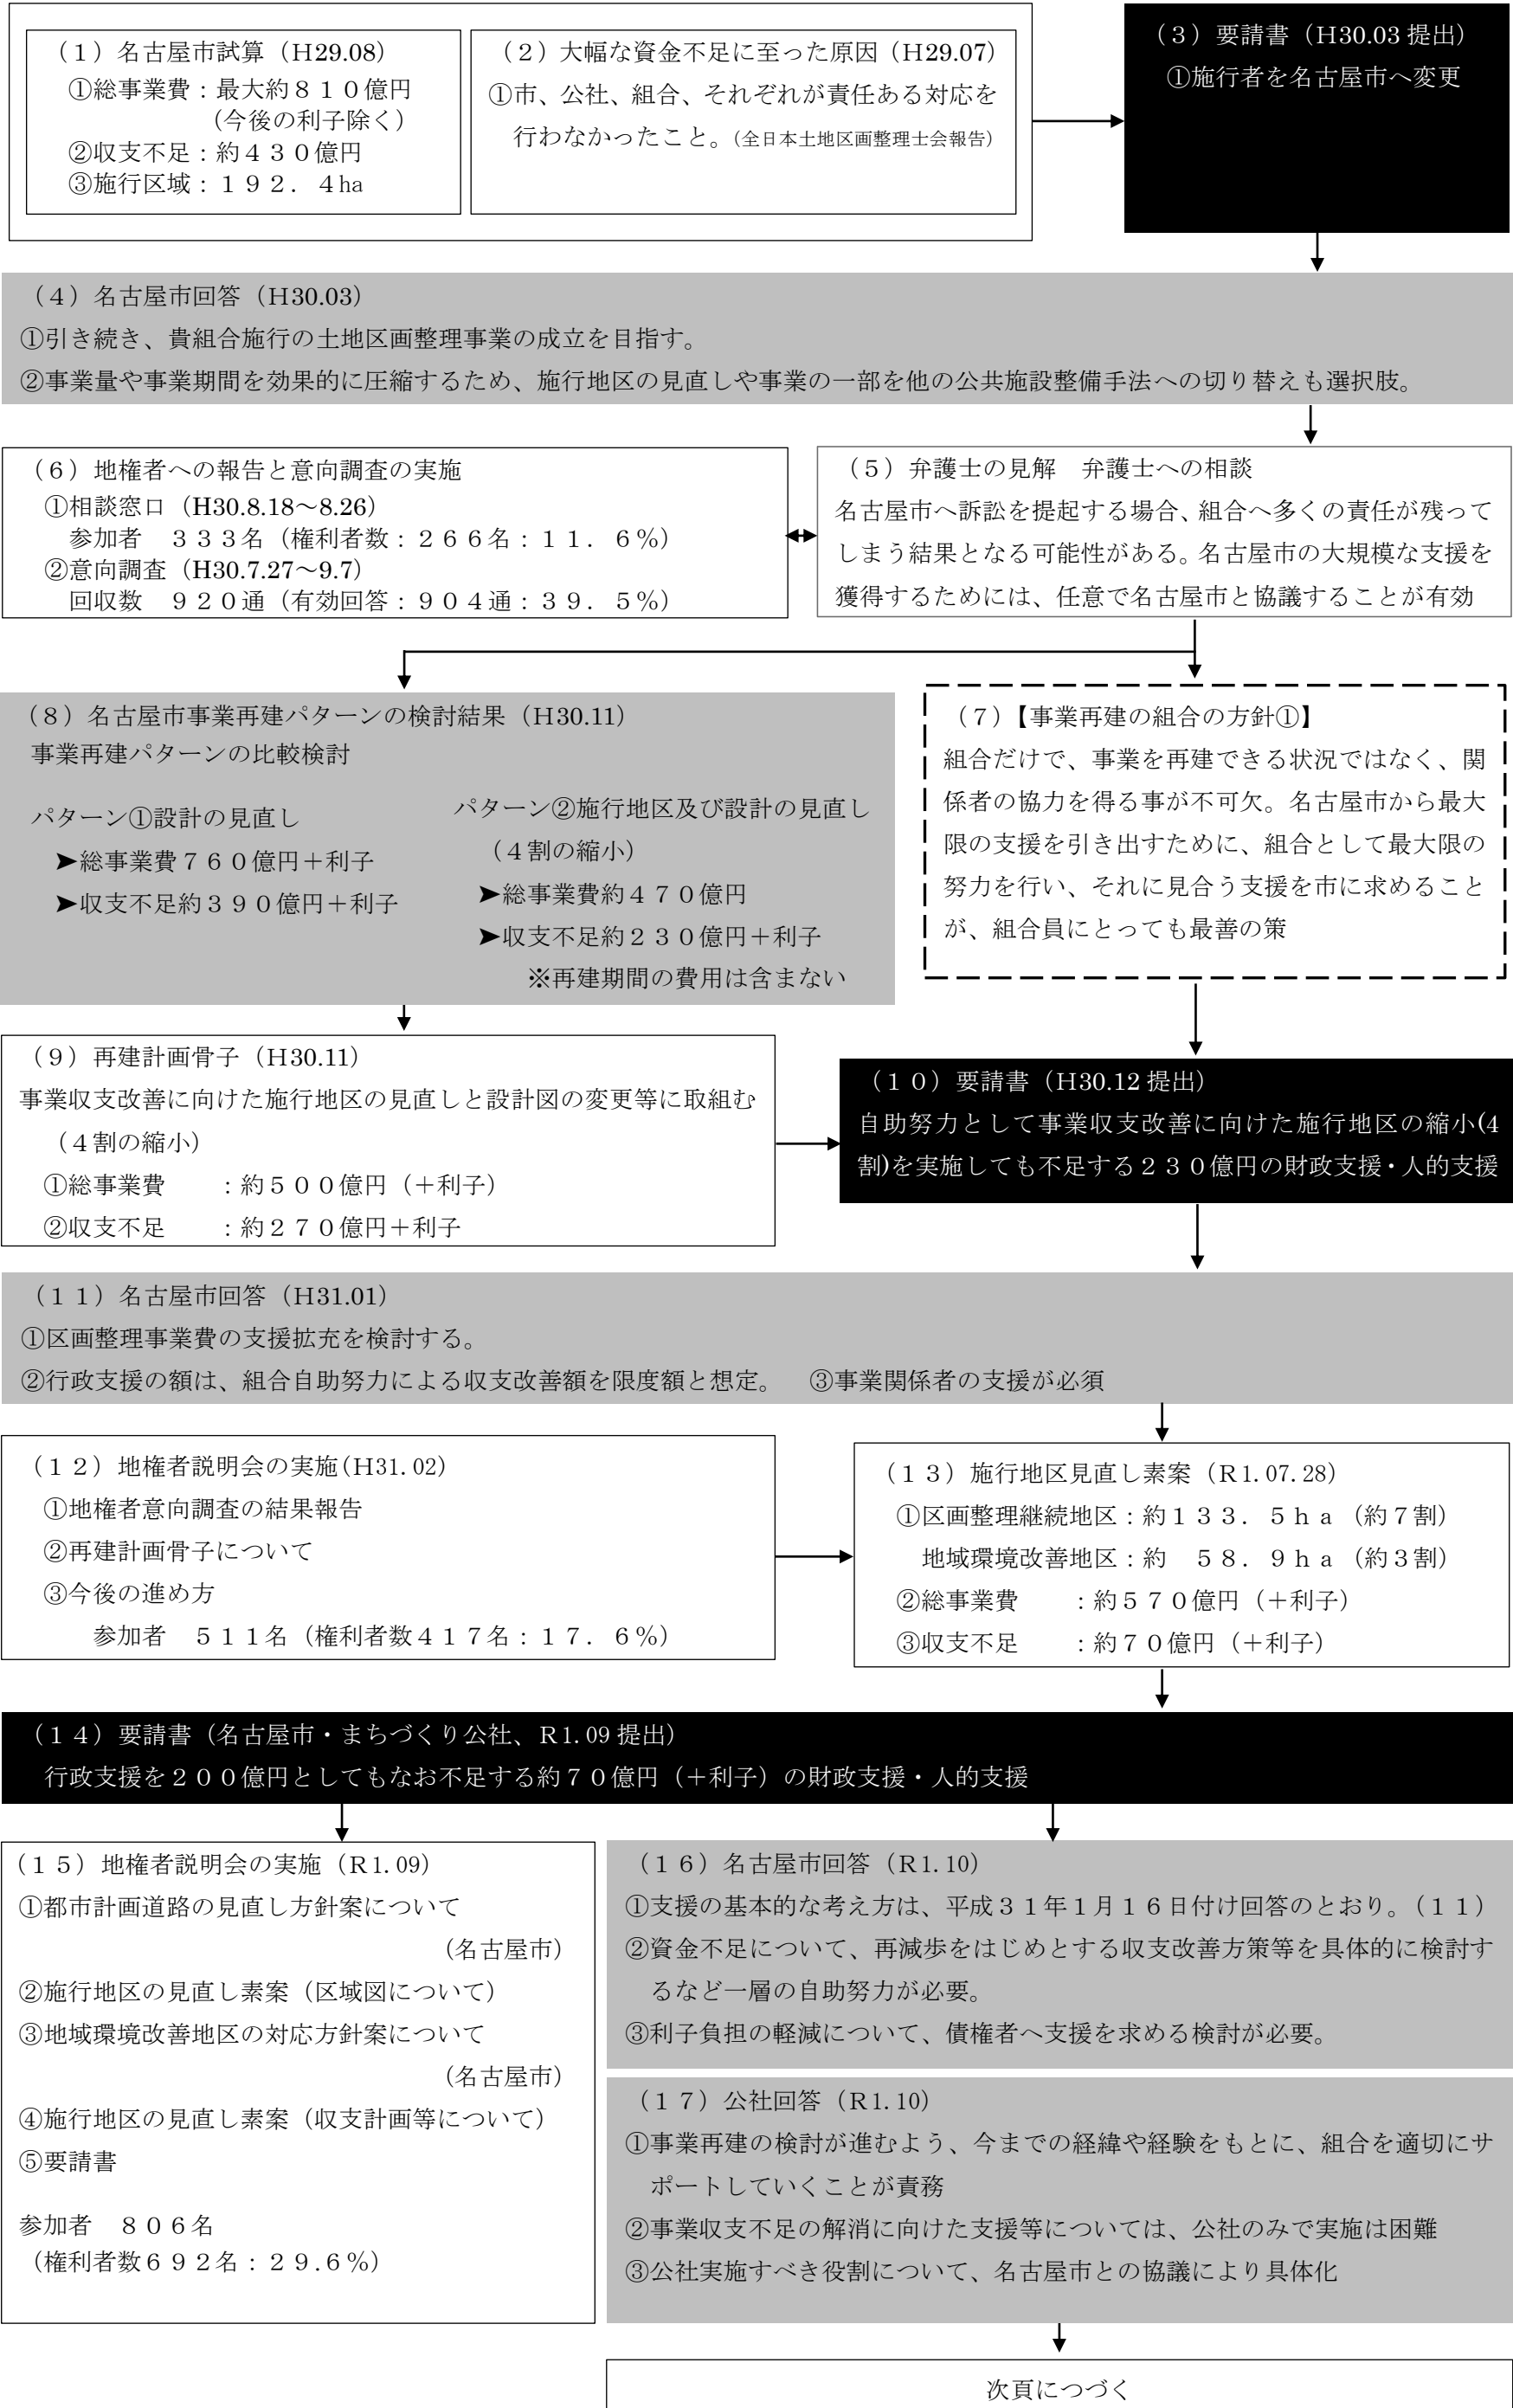 (1)名古屋市試算(H29.08)
①総事業費:最大約810億円
(今後の利子除く)
②収支不足:約430億円
③施行区域:192.4ha
(2)大幅な資金不足に至った原因(H29.07)
①市、公社、組合、それぞれが責任ある対応を
行わなかったこと。(全日本土地区画整理士会報告)
(3)要請書(H30.03 提出)
①施行者を名古屋市へ変更
(4)名古屋市回答(H30.03)
①引き続き、貴組合施行の土地区画整理事業の成立を目指す。
②事業量や事業期間を効果的に圧縮するため、施行地区の見直しや事業の一部を他の公共施設整備手法への切り替えも選択肢。
(6)地権者への報告と意向調査の実施
①相談窓口(H30.8.18~8.26)
参加者 333名(権利者数:266名:11.6%)
②意向調査(H30.7.27~9.7)
回収数 920通(有効回答:904通:39.5%)
(5)弁護士の見解 弁護士への相談
名古屋市へ訴訟を提起する場合、組合へ多くの責任が残って
しまう結果となる可能性がある。名古屋市の大規模な支援を
獲得するためには、任意で名古屋市と協議することが有効
(8)名古屋市事業再建パターンの検討結果(H30.11)
事業再建パターンの比較検討
パターン①設計の見直し
➤総事業費760億円+利子
➤収支不足約390億円+利子
パターン②施行地区及び設計の見直し
(4割の縮小)
➤総事業費約470億円
➤収支不足約230億円+利子
※再建期間の費用は含まない
(7)【事業再建の組合の方針①】
組合だけで、事業を再建できる状況ではなく、関
係者の協力を得る事が不可欠。名古屋市から最大
限の支援を引き出すために、組合として最大限の
努力を行い、それに見合う支援を市に求めること
が、組合員にとっても最善の策
(9)再建計画骨子(H30.11)
事業収支改善に向けた施行地区の見直しと設計図の変更等に取組む
(4割の縮小)
①総事業費 :約500億円(+利子)
②収支不足 :約270億円+利子
(10)要請書(H30.12 提出)
自助努力として事業収支改善に向けた施行地区の縮小(4
割)を実施しても不足する230億円の財政支援・人的支援
(11)名古屋市回答(H31.01)
①区画整理事業費の支援拡充を検討する。
②行政支援の額は、組合自助努力による収支改善額を限度額と想定。 ③事業関係者の支援が必須
(12)地権者説明会の実施(H31.02)
①地権者意向調査の結果報告
②再建計画骨子について
③今後の進め方
参加者 511名(権利者数417名:17.6%)
(13)施行地区見直し素案(R1.07.28)
①区画整理継続地区:約133.5ha(約7割)
地域環境改善地区:約 58.9ha(約3割)
②総事業費 :約570億円(+利子)
③収支不足 :約70億円(+利子)
(14)要請書(名古屋市・まちづくり公社、R1.09 提出)
行政支援を200億円としてもなお不足する約70億円(+利子)の財政支援・人的支援
(15)地権者説明会の実施(R1.09)
①都市計画道路の見直し方針案について
(名古屋市)
②施行地区の見直し素案(区域図について)
③地域環境改善地区の対応方針案について
(名古屋市)
④施行地区の見直し素案(収支計画等について)
⑤要請書
参加者 806名
(権利者数692名:29.6%)
(16)名古屋市回答(R1.10)
①支援の基本的な考え方は、平成31年1月16日付け回答のとおり。(11)
②資金不足について、再減歩をはじめとする収支改善方策等を具体的に検討す
るなど一層の自助努力が必要。
③利子負担の軽減について、債権者へ支援を求める検討が必要。
(17)公社回答(R1.10)
①事業再建の検討が進むよう、今までの経緯や経験をもとに、組合を適切にサ
ポートしていくことが責務
②事業収支不足の解消に向けた支援等については、公社のみで実施は困難
③公社実施すべき役割について、名古屋市との協議により具体化
次頁につづく